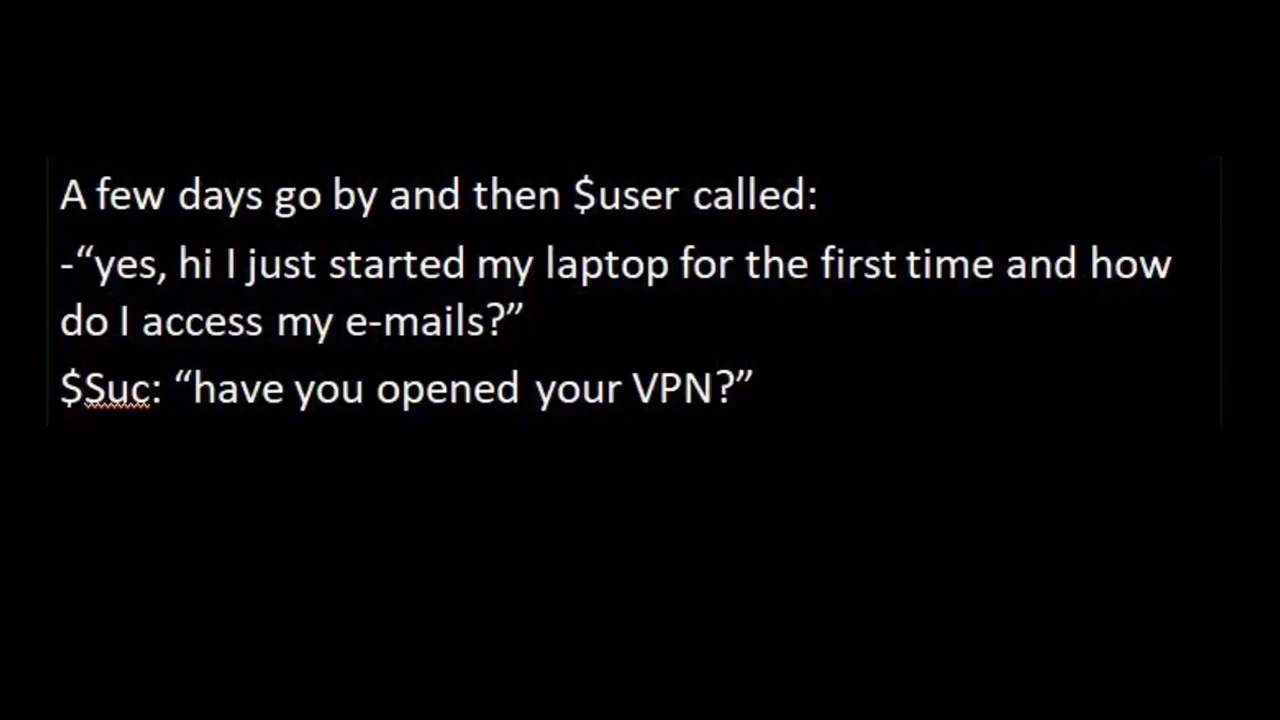 A few days go by and then $user called:
-“yes, hi I just started my laptop for the first time and how
do I access my e-mails?”
$Suc: “have you opened your VPN?”